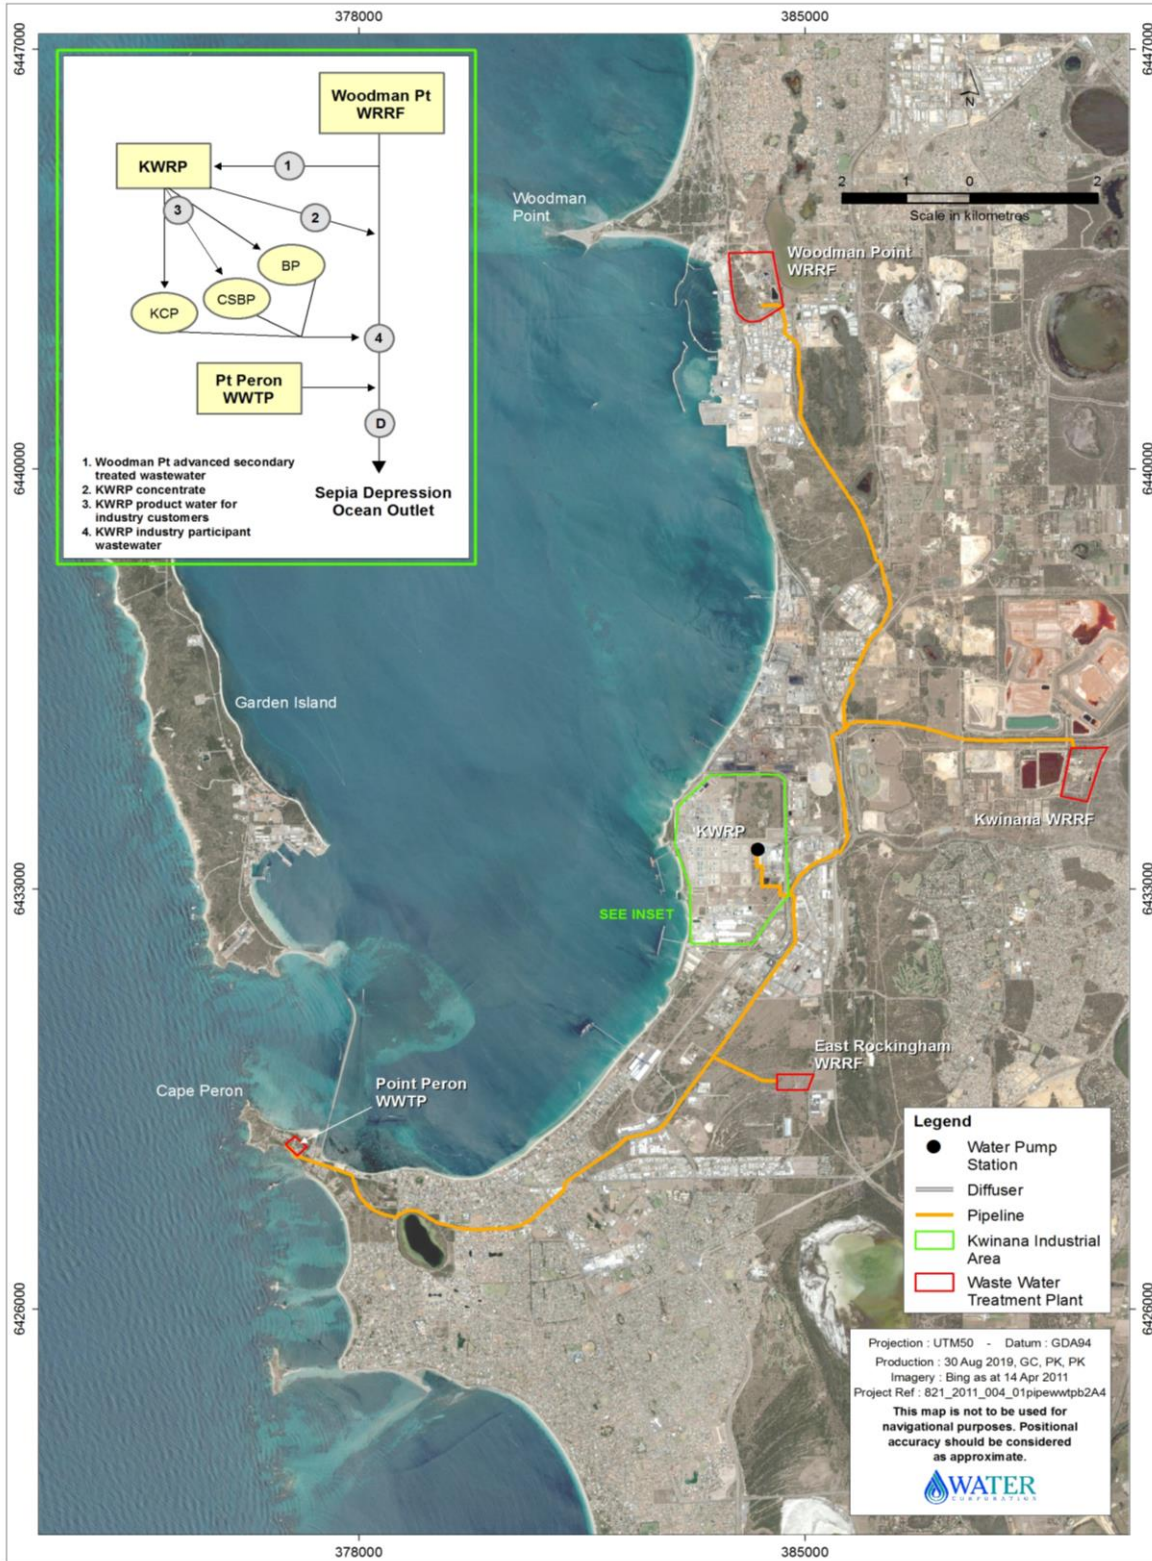 378000
385000
6447000
6447000
Woodman Pt
WRRF
KWRP
1
3
2
BP
CSBP
KCP
4
Pt Peron
WWTP
D
1. Woodman Pt advanced secondary
treated wastewater
2. KWRP concentrate
3. KWRP product water for
industry customers
4. KWRP industry participant
wastewater
Sepia Depression
Ocean Outlet
N
2 1 0 2
Scale in kilometres
Woodman
Point
Woodman Point
WRRF
6440000
6440000
Garden Island
Kwinana WRRF
KWRP
6433000
6433000
SEE INSET
East Rockingham
WRRF
Cape Peron
Point Peron
WWTP
Legend
Water Pump
Station
Diffuser
Pipeline
Kwinana Industrial
Area
Waste Water
Treatment Plant
6426000
6426000
Projection : UTM50 - Datum : GDA94
Production : 30 Aug 2019, GC, PK, PK
Imagery : Bing as at 14 Apr 2011
Project Ref : 821_2011_004_01pipewwtpb2A4
This map is not to be used for
navigational purposes. Positional
accuracy should be considered
as approximate.
WATER
CORPORATION
378000
385000